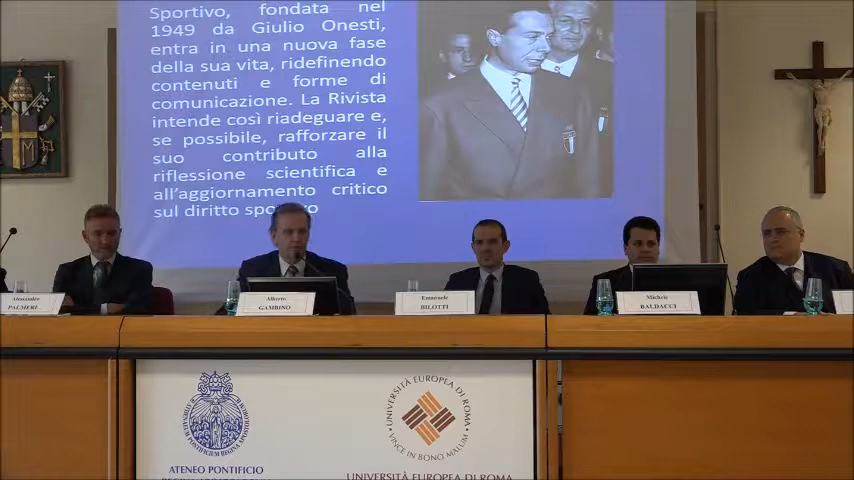 Sportivo, fondata nel
1949 da Giulio Onesti,
entra in una nuova fase
della sua vita, ridefinendo
contenuti e forme di
comunicazione. La Rivista
intende così riadeguare e,
se possibile, rafforzare il
suo contributo alla
riflessione scientifica e
all'aggiornamento critico
sul diritto
Alessandro
PALMERI
Alberto
GAMBINO
Emanuele
BILOTTI
Michele
BALDACCI
ATENEO PONTIFICIO
UNIVERSITÀ EUROPEA DI ROMA
VINCE IN BONO MALUM
UNIVERSITÀ EUROPEA DI ROMA